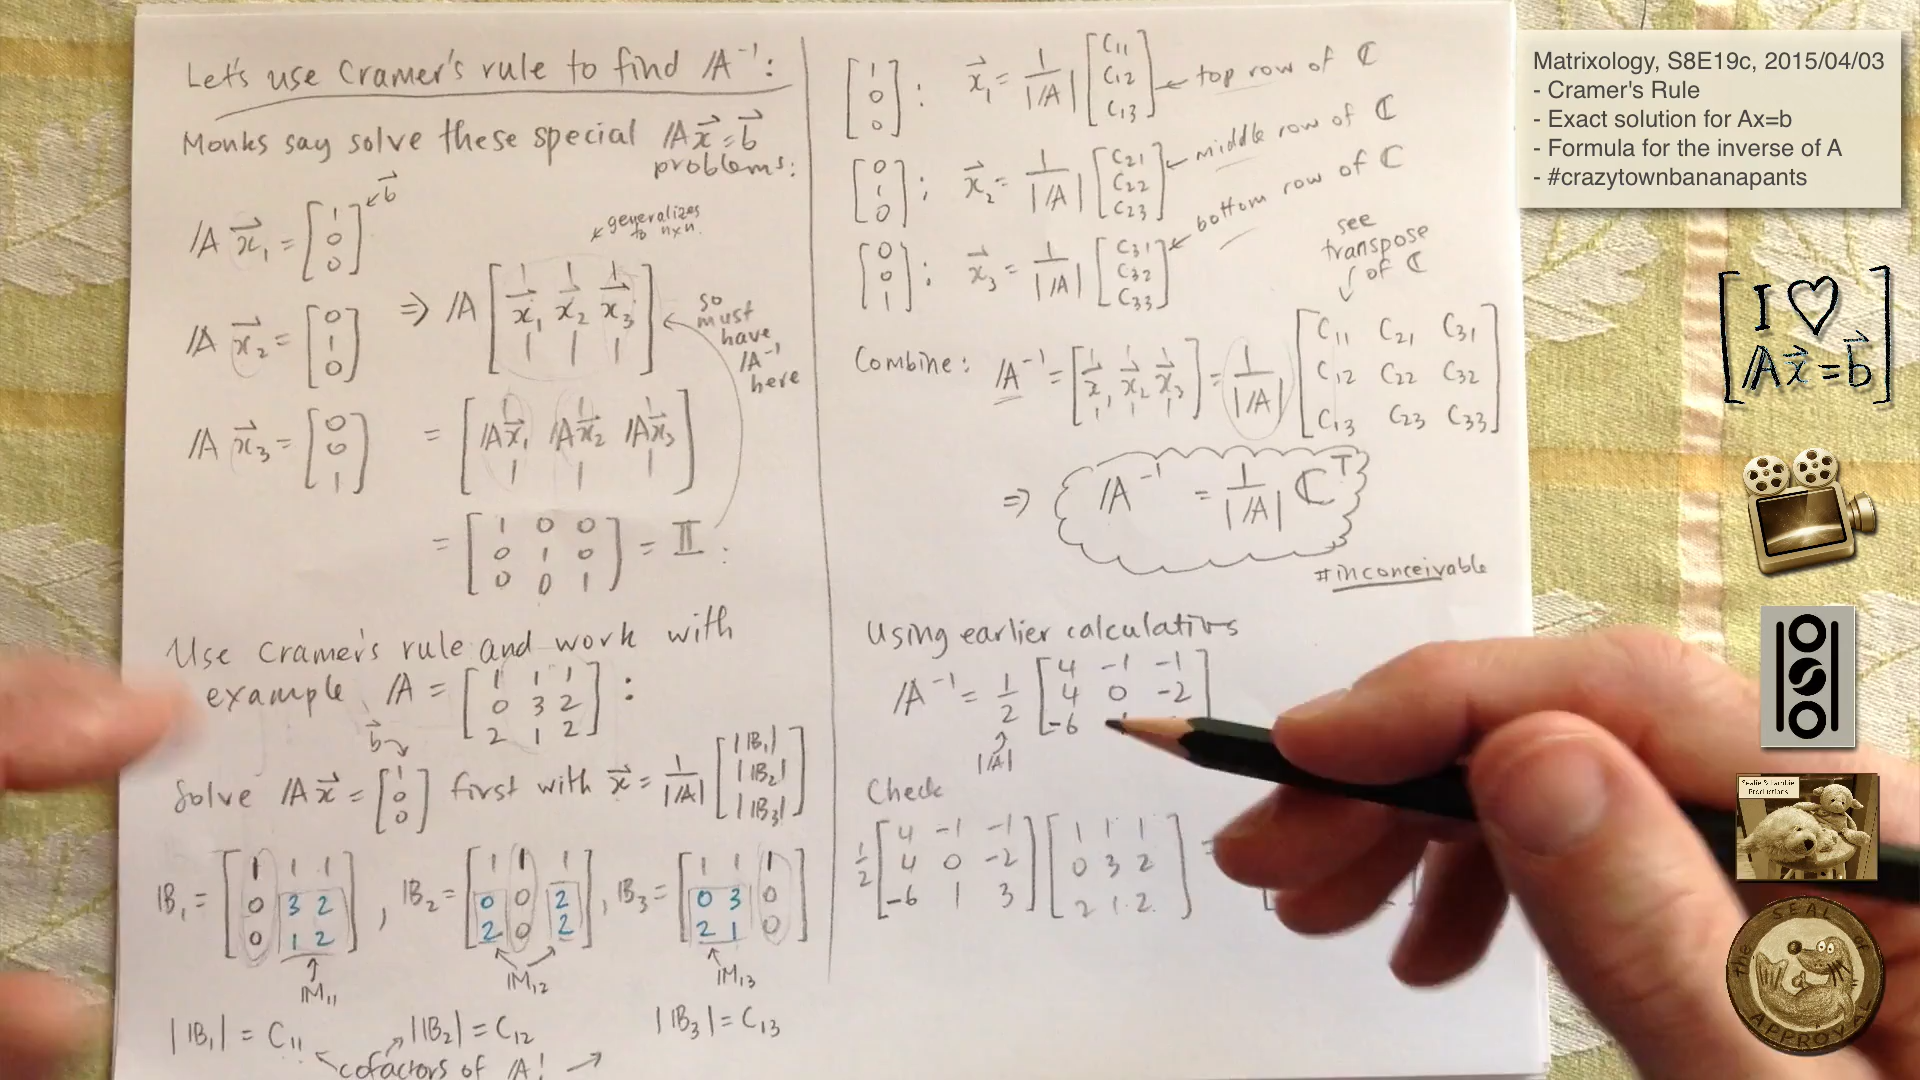 Let's use Cramer's rule to find A⁻¹:
Monks say solve these special Ax⃗=b⃗
problems:
Ax⃗₁ = [1 0 0] ← b⃗
Ax⃗₂ = [0 1 0]
Ax⃗₃ = [0 0 1]
generalizes
to n×n.
⇒ A [x⃗₁ x⃗₂ x⃗₃]
so
must
have
A⁻¹
here
= [Ax⃗₁ Ax⃗₂ Ax⃗₃]
= [1 0 0
0 1 0
0 0 1] = I :
Use Cramer's rule and work with
example A = [1 1 1
0 3 2
2 1 2] :
b⃗
Solve Ax⃗ = [1 0 0] first with x⃗ = 1/|A| [|B₁| |B₂| |B₃|]
B₁ = [1 1 1
0 3 2
0 1 2] , B₂ = [1 1 1
0 0 2
2 0 2] , B₃ = [1 1 1
0 3 0
2 1 0]
M₁₁ M₁₂ M₁₃
|B₁| = C₁₁ |B₂| = C₁₂ |B₃| = C₁₃
cofactors of A!
[1 0 0] : x⃗₁ = 1/|A| [C₁₁ C₁₂ C₁₃] ← top row of C
[0 1 0] ; x⃗₂ = 1/|A| [C₂₁ C₂₂ C₂₃] ← middle row of C
[0 0 1] : x⃗₃ = 1/|A| [C₃₁ C₃₂ C₃₃] ← bottom row of C
see
transpose
of C
Combine: A⁻¹ = [x⃗₁ x⃗₂ x⃗₃] = 1/|A| [C₁₁ C₂₁ C₃₁
C₁₂ C₂₂ C₃₂
C₁₃ C₂₃ C₃₃]
⇒ A⁻¹ = 1/|A| Cᵀ
#inconceivable
Using earlier calculations
A⁻¹ = 1/2 [4 -1 -1
4 0 -2
-6
|A|
Check
1/2 [4 -1 -1
4 0 -2
-6 1 3] [1 1 1
0 3 2
2 1 2] =
Matrixology, S8E19c, 2015/04/03
- Cramer's Rule
- Exact solution for Ax=b
- Formula for the inverse of A
- #crazytownbananapants
[I ♡
Ax⃗=b⃗]
Productions
THE SEAL OF APPROVAL